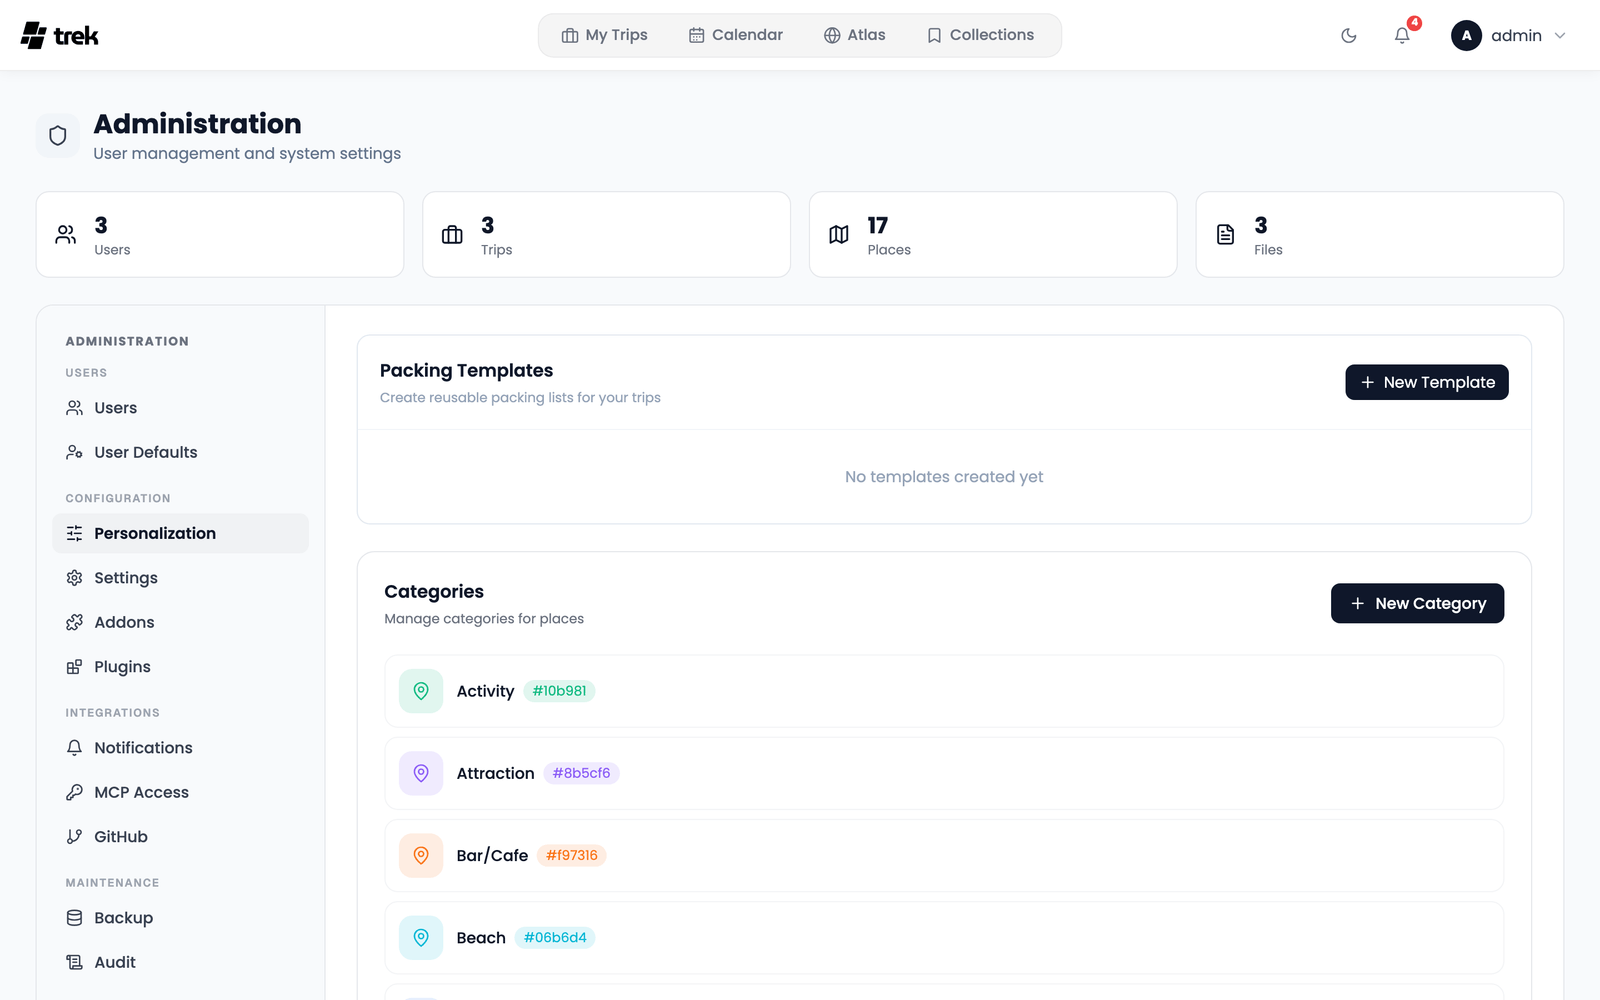 trek
My Trips
Calendar
Atlas
Collections
4
A
admin
Administration
User management and system settings
3
Users
3
Trips
17
Places
3
Files
ADMINISTRATION
USERS
Users
User Defaults
CONFIGURATION
Personalization
Settings
Addons
Plugins
INTEGRATIONS
Notifications
MCP Access
GitHub
MAINTENANCE
Backup
Audit
Packing Templates
Create reusable packing lists for your trips
New Template
No templates created yet
Categories
Manage categories for places
New Category
Activity #10b981
Attraction #8b5cf6
Bar/Cafe #f97316
Beach #06b6d4